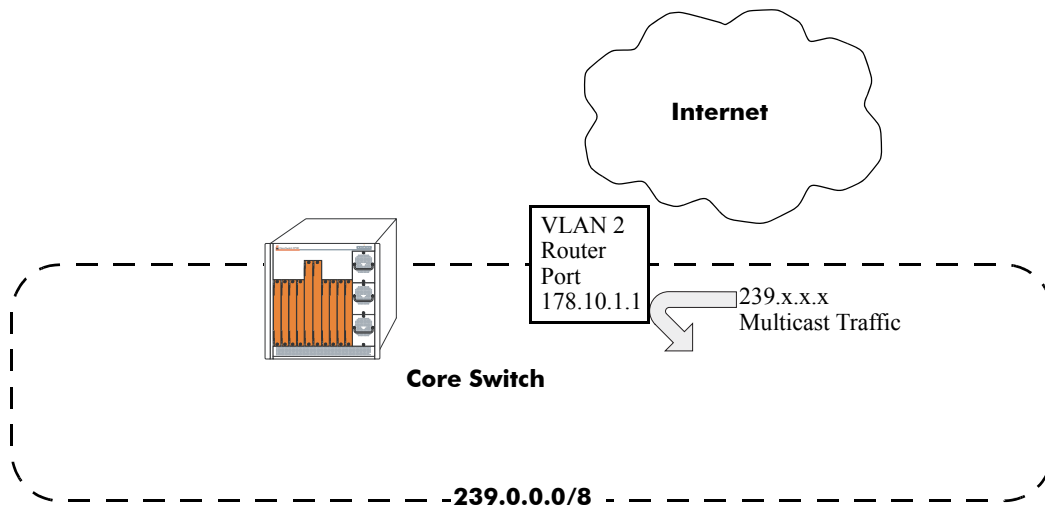 Internet
VLAN 2
Router
Port
178.10.1.1
239.x.x.x
Multicast Traffic
Core Switch
239.0.0.0/8